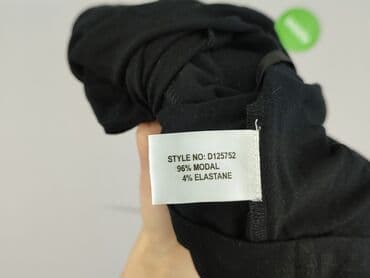 STYLE NO: D125752
96% MODAL
4% ELASTANE